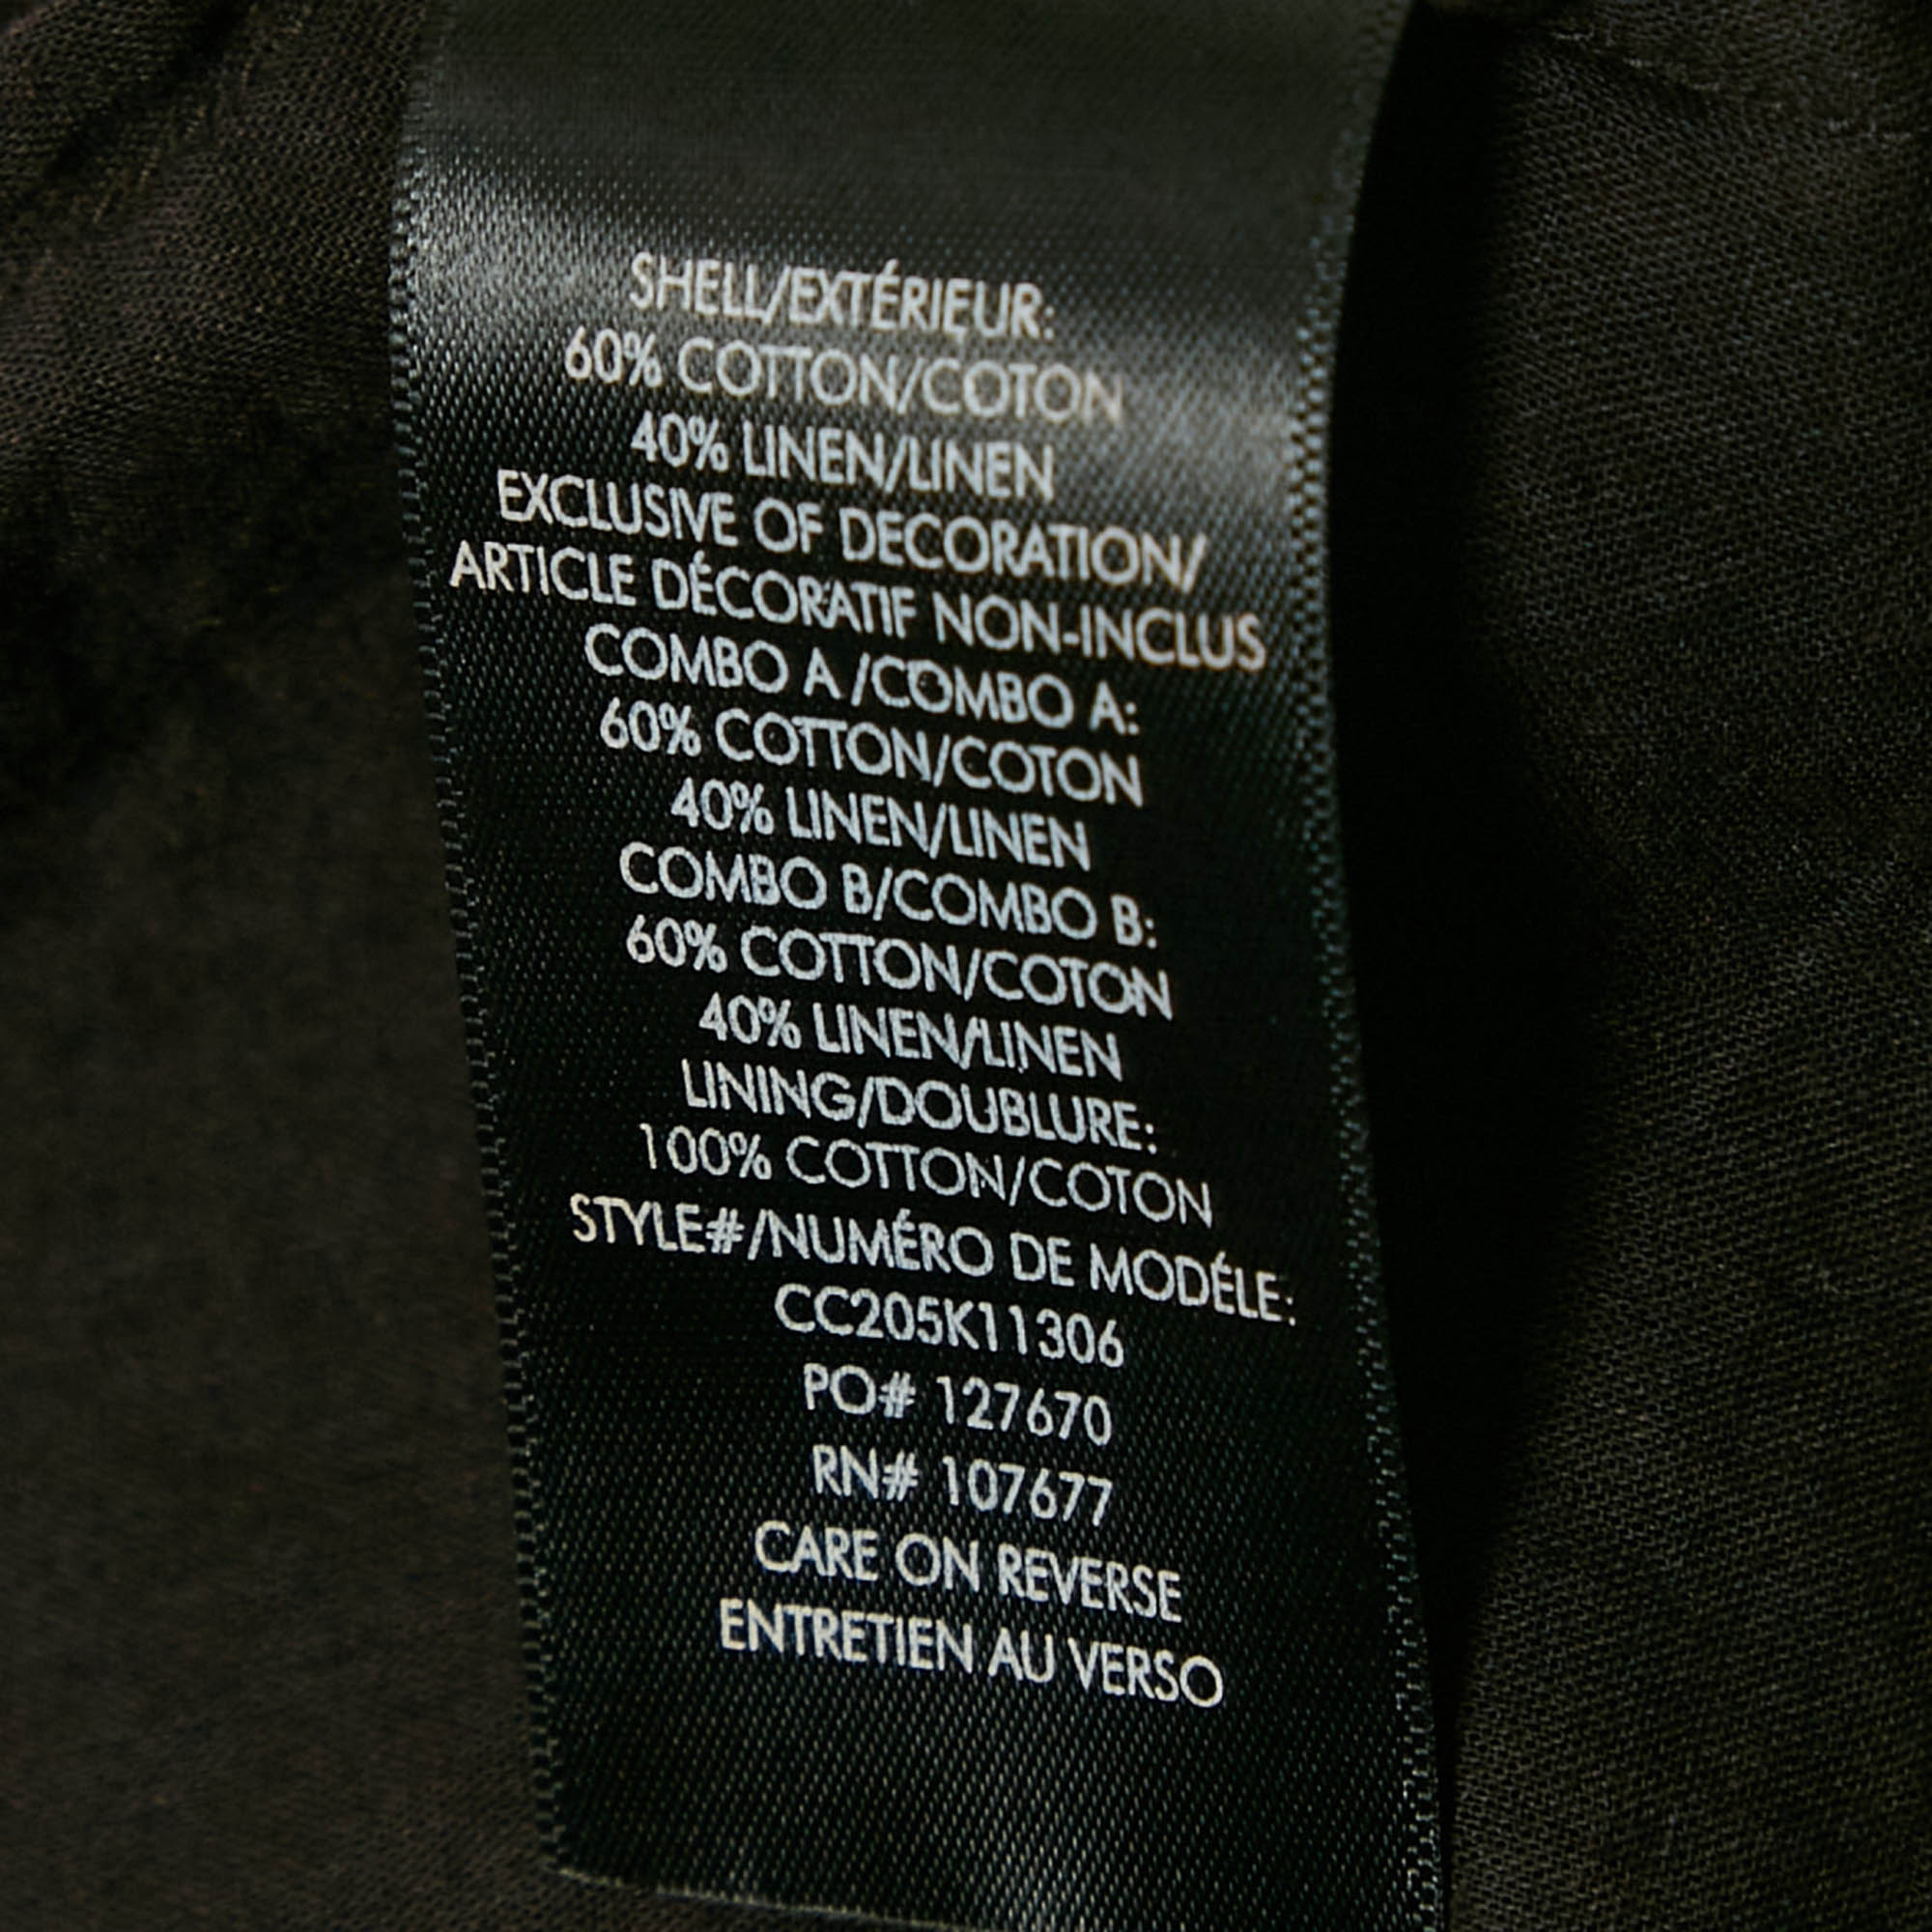 SHELL/EXTÉRIEUR:
60% COTTON/COTON
40% LINEN/LINEN
EXCLUSIVE OF DECORATION/
ARTICLE DÉCORATIF NON-INCLUS
COMBO A /COMBO A:
60% COTTON/COTON
40% LINEN/LINEN
COMBO B/COMBO B:
60% COTTON/COTON
40% LINEN/LINEN
LINING/DOUBLURE:
100% COTTON/COTON
STYLE#/NUMÉRO DE MODÉLE:
CC205K11306
PO# 127670
RN# 107677
CARE ON REVERSE
ENTRETIEN AU VERSO